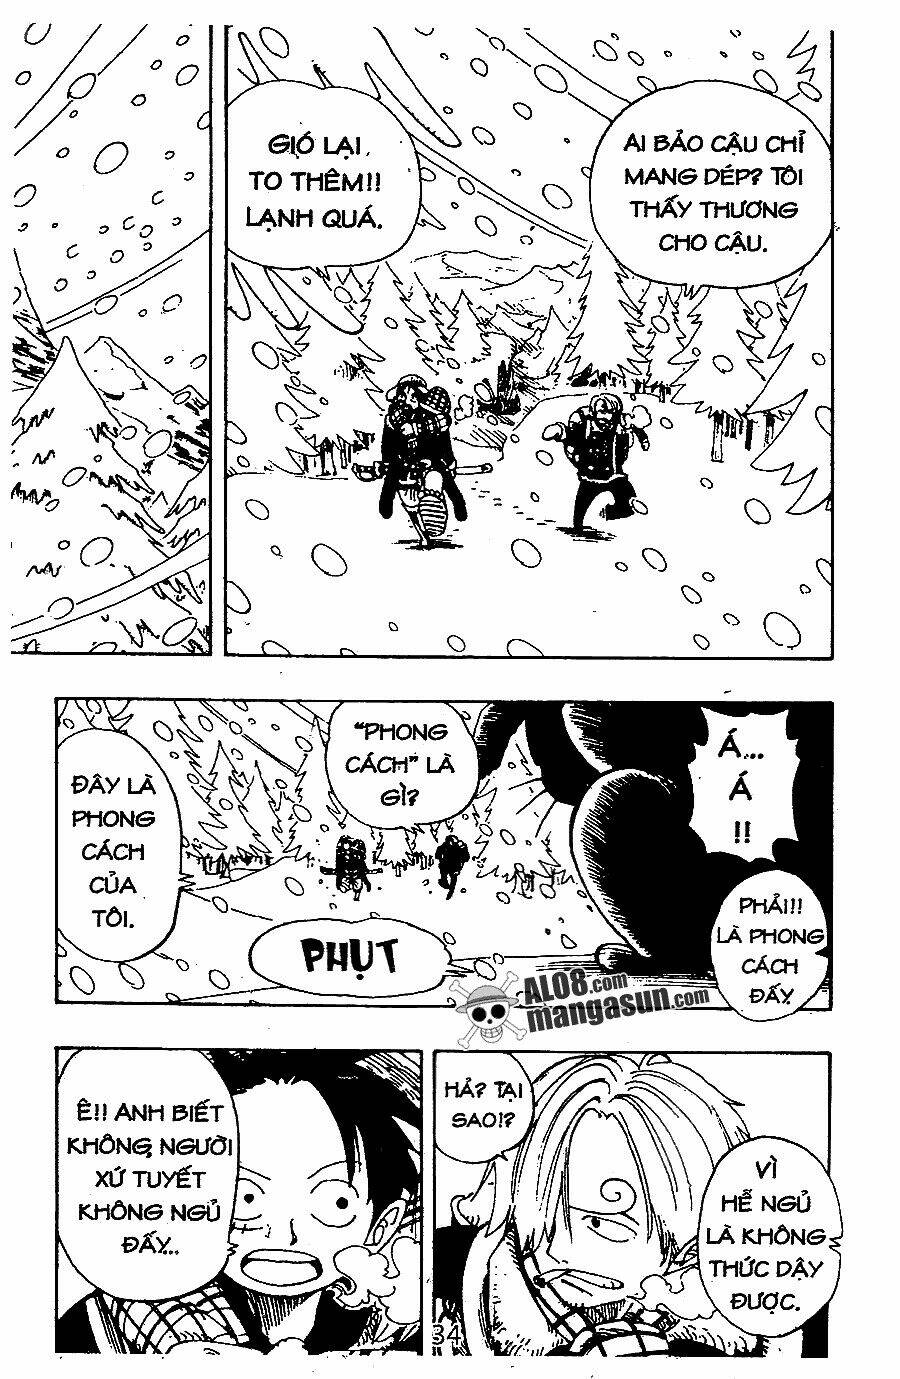 AI BẢO CẬU CHỈ
MANG DÉP? TÔI
THẤY THƯƠNG
CHO CẬU.
GIÓ LẠI
TO THÊM!!
LẠNH QUÁ.
Á...
Á
!!
PHẢI!!
LÀ PHONG
CÁCH
ĐẤY.
"PHONG
CÁCH" LÀ
GÌ?
ĐÂY LÀ
PHONG
CÁCH
CỦA
TÔI.
PHỤT
AL08.com
mangasun.com
HẢ? TẠI
SAO!?
VÌ
HỄ NGỦ
LÀ KHÔNG
THỨC DẬY
ĐƯỢC.
Ê!! ANH BIẾT
KHÔNG, NGƯỜI
XỨ TUYẾT
KHÔNG NGỦ
ĐẤY...
34